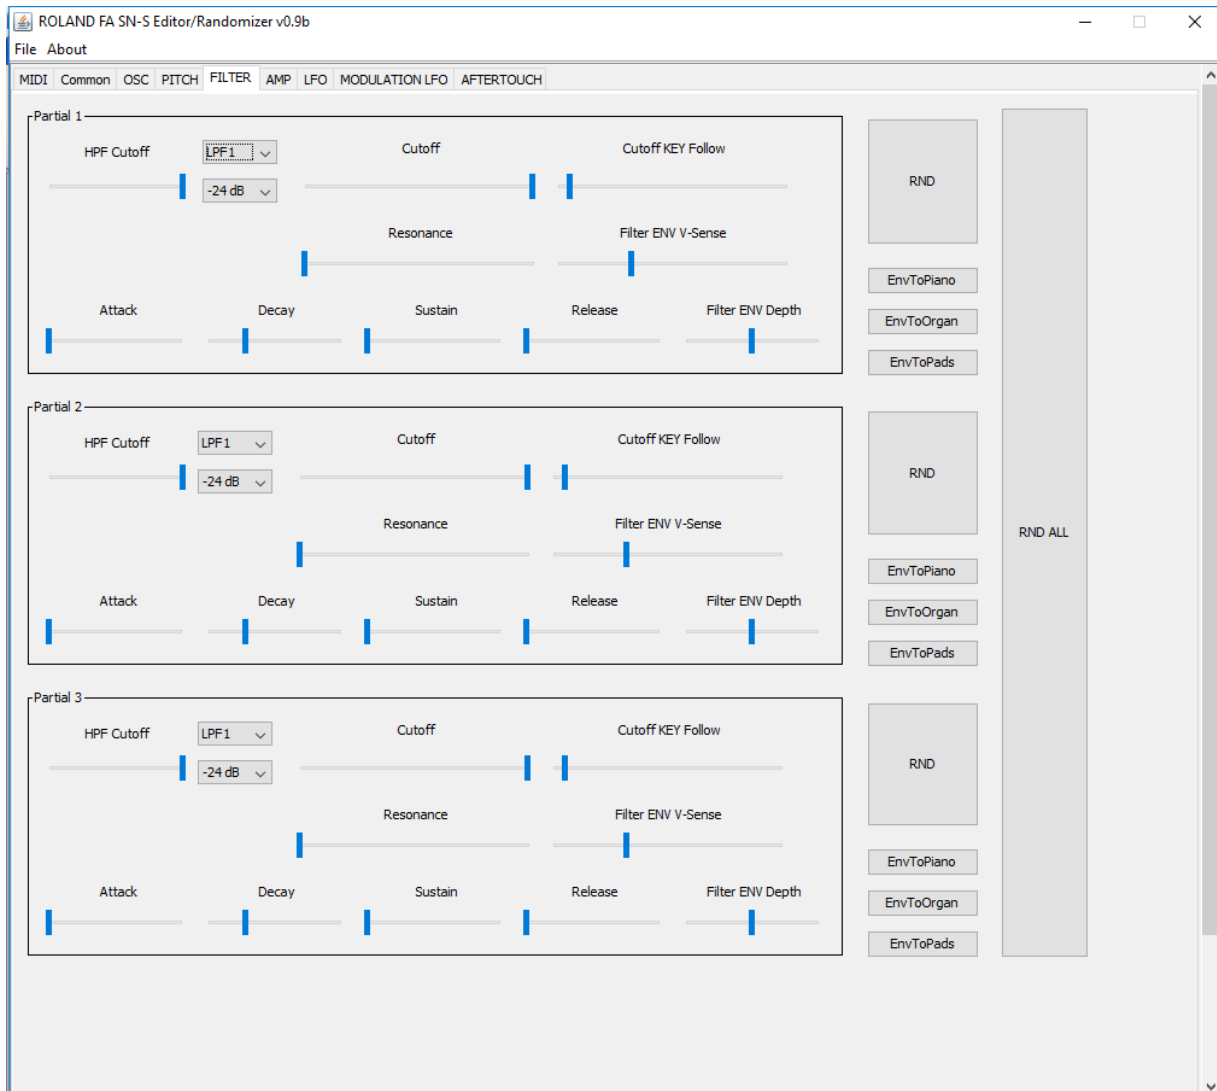 ROLAND FA SN-S Editor/Randomizer v0.9b
File About
MIDI Common OSC PITCH FILTER AMP LFO MODULATION LFO AFTERTOUCH
Partial 1
HPF Cutoff LPF1 Cutoff Cutoff KEY Follow
-24 dB
RND
Resonance Filter ENV V-Sense
EnvToPiano
Attack Decay Sustain Release Filter ENV Depth
EnvToOrgan
EnvToPads
Partial 2
HPF Cutoff LPF1 Cutoff Cutoff KEY Follow
-24 dB
RND
Resonance Filter ENV V-Sense
RND ALL
EnvToPiano
Attack Decay Sustain Release Filter ENV Depth
EnvToOrgan
EnvToPads
Partial 3
HPF Cutoff LPF1 Cutoff Cutoff KEY Follow
-24 dB
RND
Resonance Filter ENV V-Sense
EnvToPiano
Attack Decay Sustain Release Filter ENV Depth
EnvToOrgan
EnvToPads